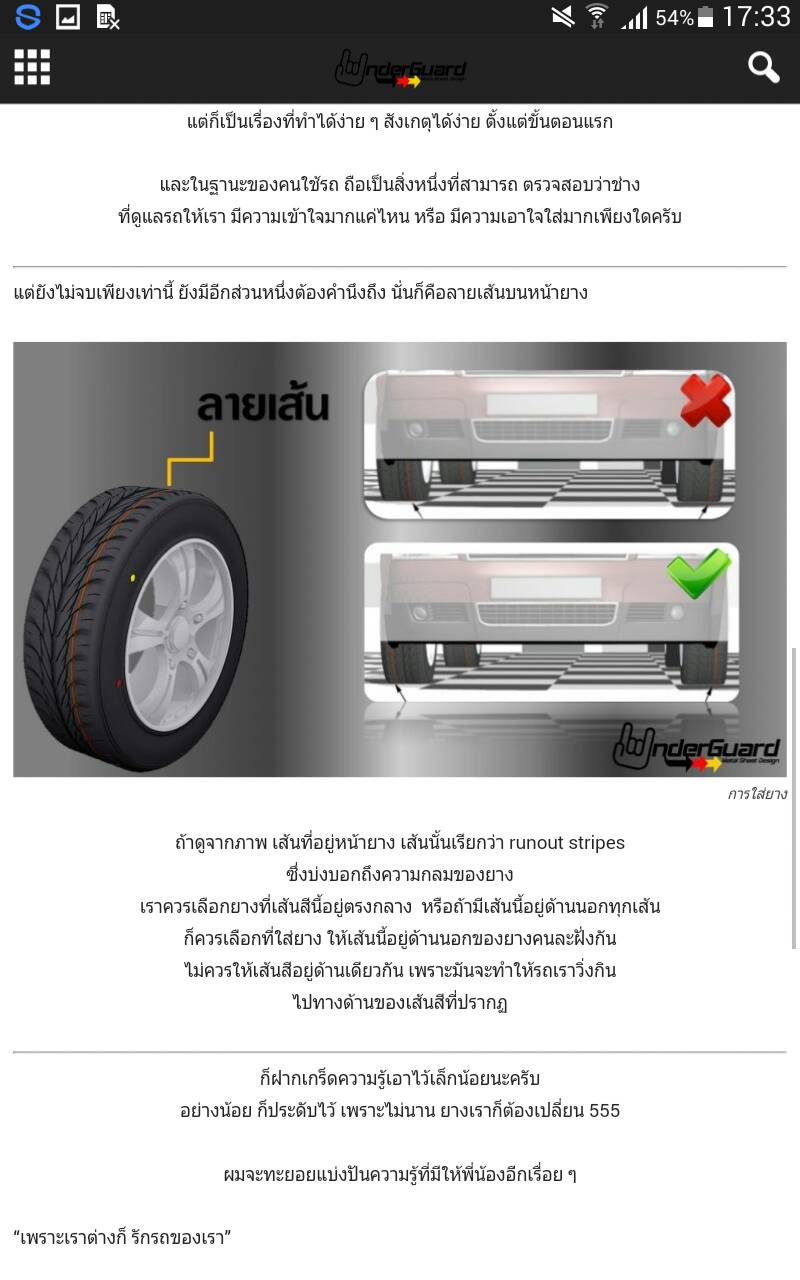 54% 17:33
UnderGuard
Metal Sheet Design
แต่ก็เป็นเรื่องที่ทำได้ง่าย ๆ สังเกตุได้ง่าย ตั้งแต่ขั้นตอนแรก
และในฐานะของคนใช้รถ ถือเป็นสิ่งหนึ่งที่สามารถ ตรวจสอบว่าช่าง
ที่ดูแลรถให้เรา มีความเข้าใจมากแค่ไหน หรือ มีความเอาใจใส่มากเพียงใดครับ
แต่ยังไม่จบเพียงเท่านี้ ยังมีอีกส่วนหนึ่งต้องคำนึงถึง นั่นก็คือลายเส้นบนหน้ายาง
ลายเส้น
UnderGuard
Metal Sheet Design
การใส่ยาง
ถ้าดูจากภาพ เส้นที่อยู่หน้ายาง เส้นนั้นเรียกว่า runout stripes
ซึ่งบ่งบอกถึงความกลมของยาง
เราควรเลือกยางที่เส้นสีนี้อยู่ตรงกลาง หรือถ้ามีเส้นนี้อยู่ด้านนอกทุกเส้น
ก็ควรเลือกที่ใส่ยาง ให้เส้นนี้อยู่ด้านนอกของยางคนละฝั่งกัน
ไม่ควรให้เส้นสีอยู่ด้านเดียวกัน เพราะมันจะทำให้รถเราวิ่งกิน
ไปทางด้านของเส้นสีที่ปรากฏ
ก็ฝากเกร็ดความรู้เอาไว้เล็กน้อยนะครับ
อย่างน้อย ก็ประดับไว้ เพราะไม่นาน ยางเราก็ต้องเปลี่ยน 555
ผมจะทะยอยแบ่งปันความรู้ที่มีให้พี่น้องอีกเรื่อย ๆ
“เพราะเราต่างก็ รักรถของเรา”